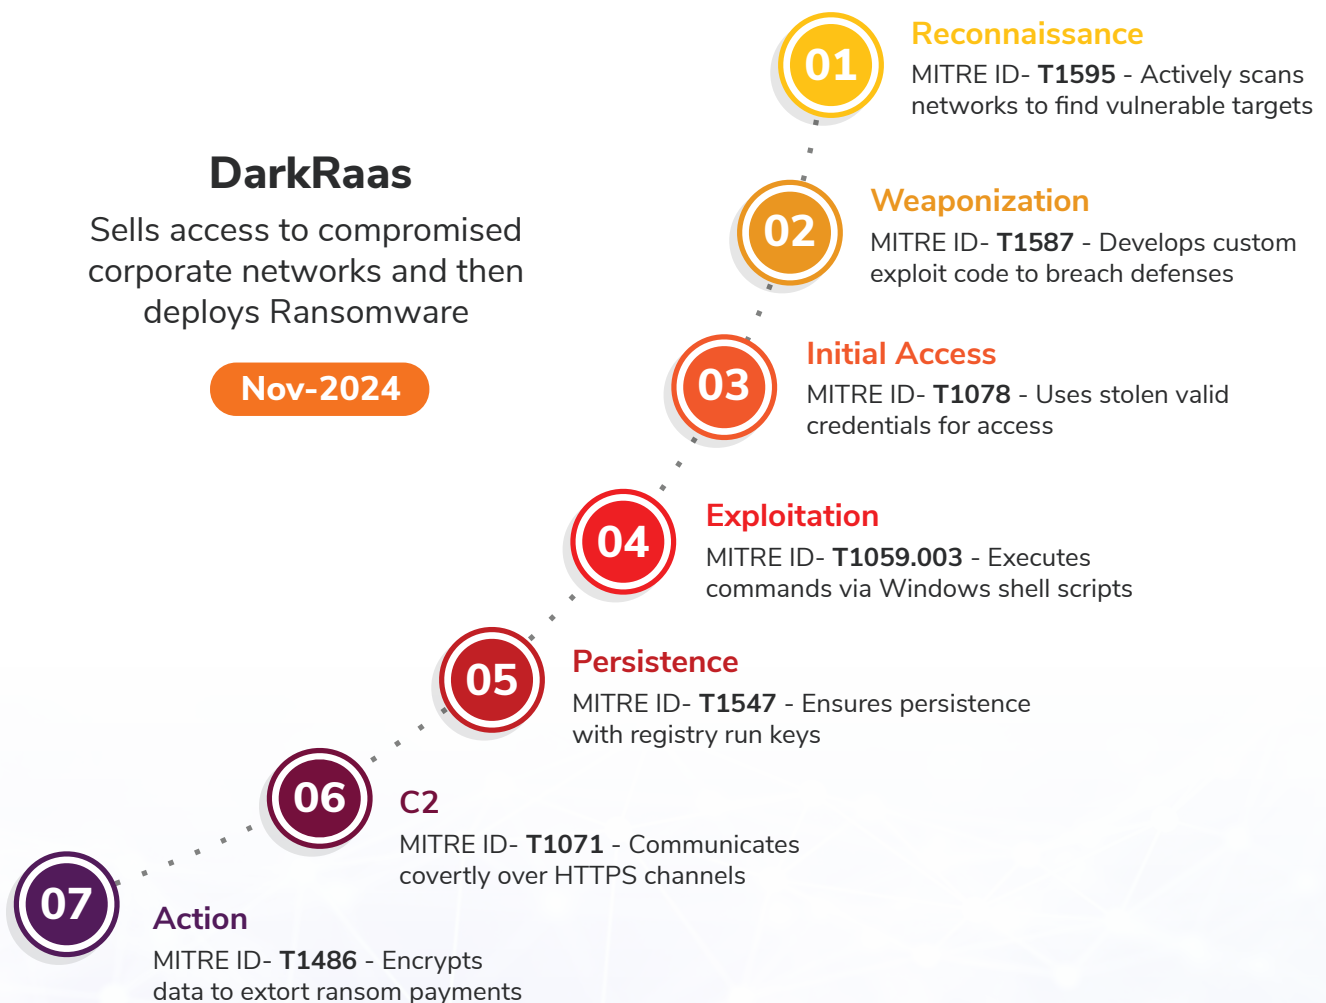 DarkRaas
Sells access to compromised
corporate networks and then
deploys Ransomware
Nov-2024
01
Reconnaissance
MITRE ID- T1595 - Actively scans
networks to find vulnerable targets
02
Weaponization
MITRE ID- T1587 - Develops custom
exploit code to breach defenses
03
Initial Access
MITRE ID- T1078 - Uses stolen valid
credentials for access
04
Exploitation
MITRE ID- T1059.003 - Executes
commands via Windows shell scripts
05
Persistence
MITRE ID- T1547 - Ensures persistence
with registry run keys
06
C2
MITRE ID- T1071 - Communicates
covertly over HTTPS channels
07
Action
MITRE ID- T1486 - Encrypts
data to extort ransom payments